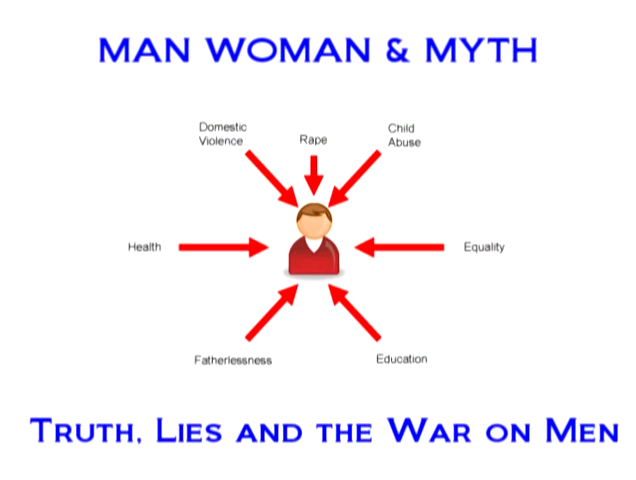 MAN WOMAN & MYTH
Domestic
Violence
Rape
Child
Abuse
Health
Equality
Fatherlessness
Education
TRUTH, LIES AND THE WAR ON MEN